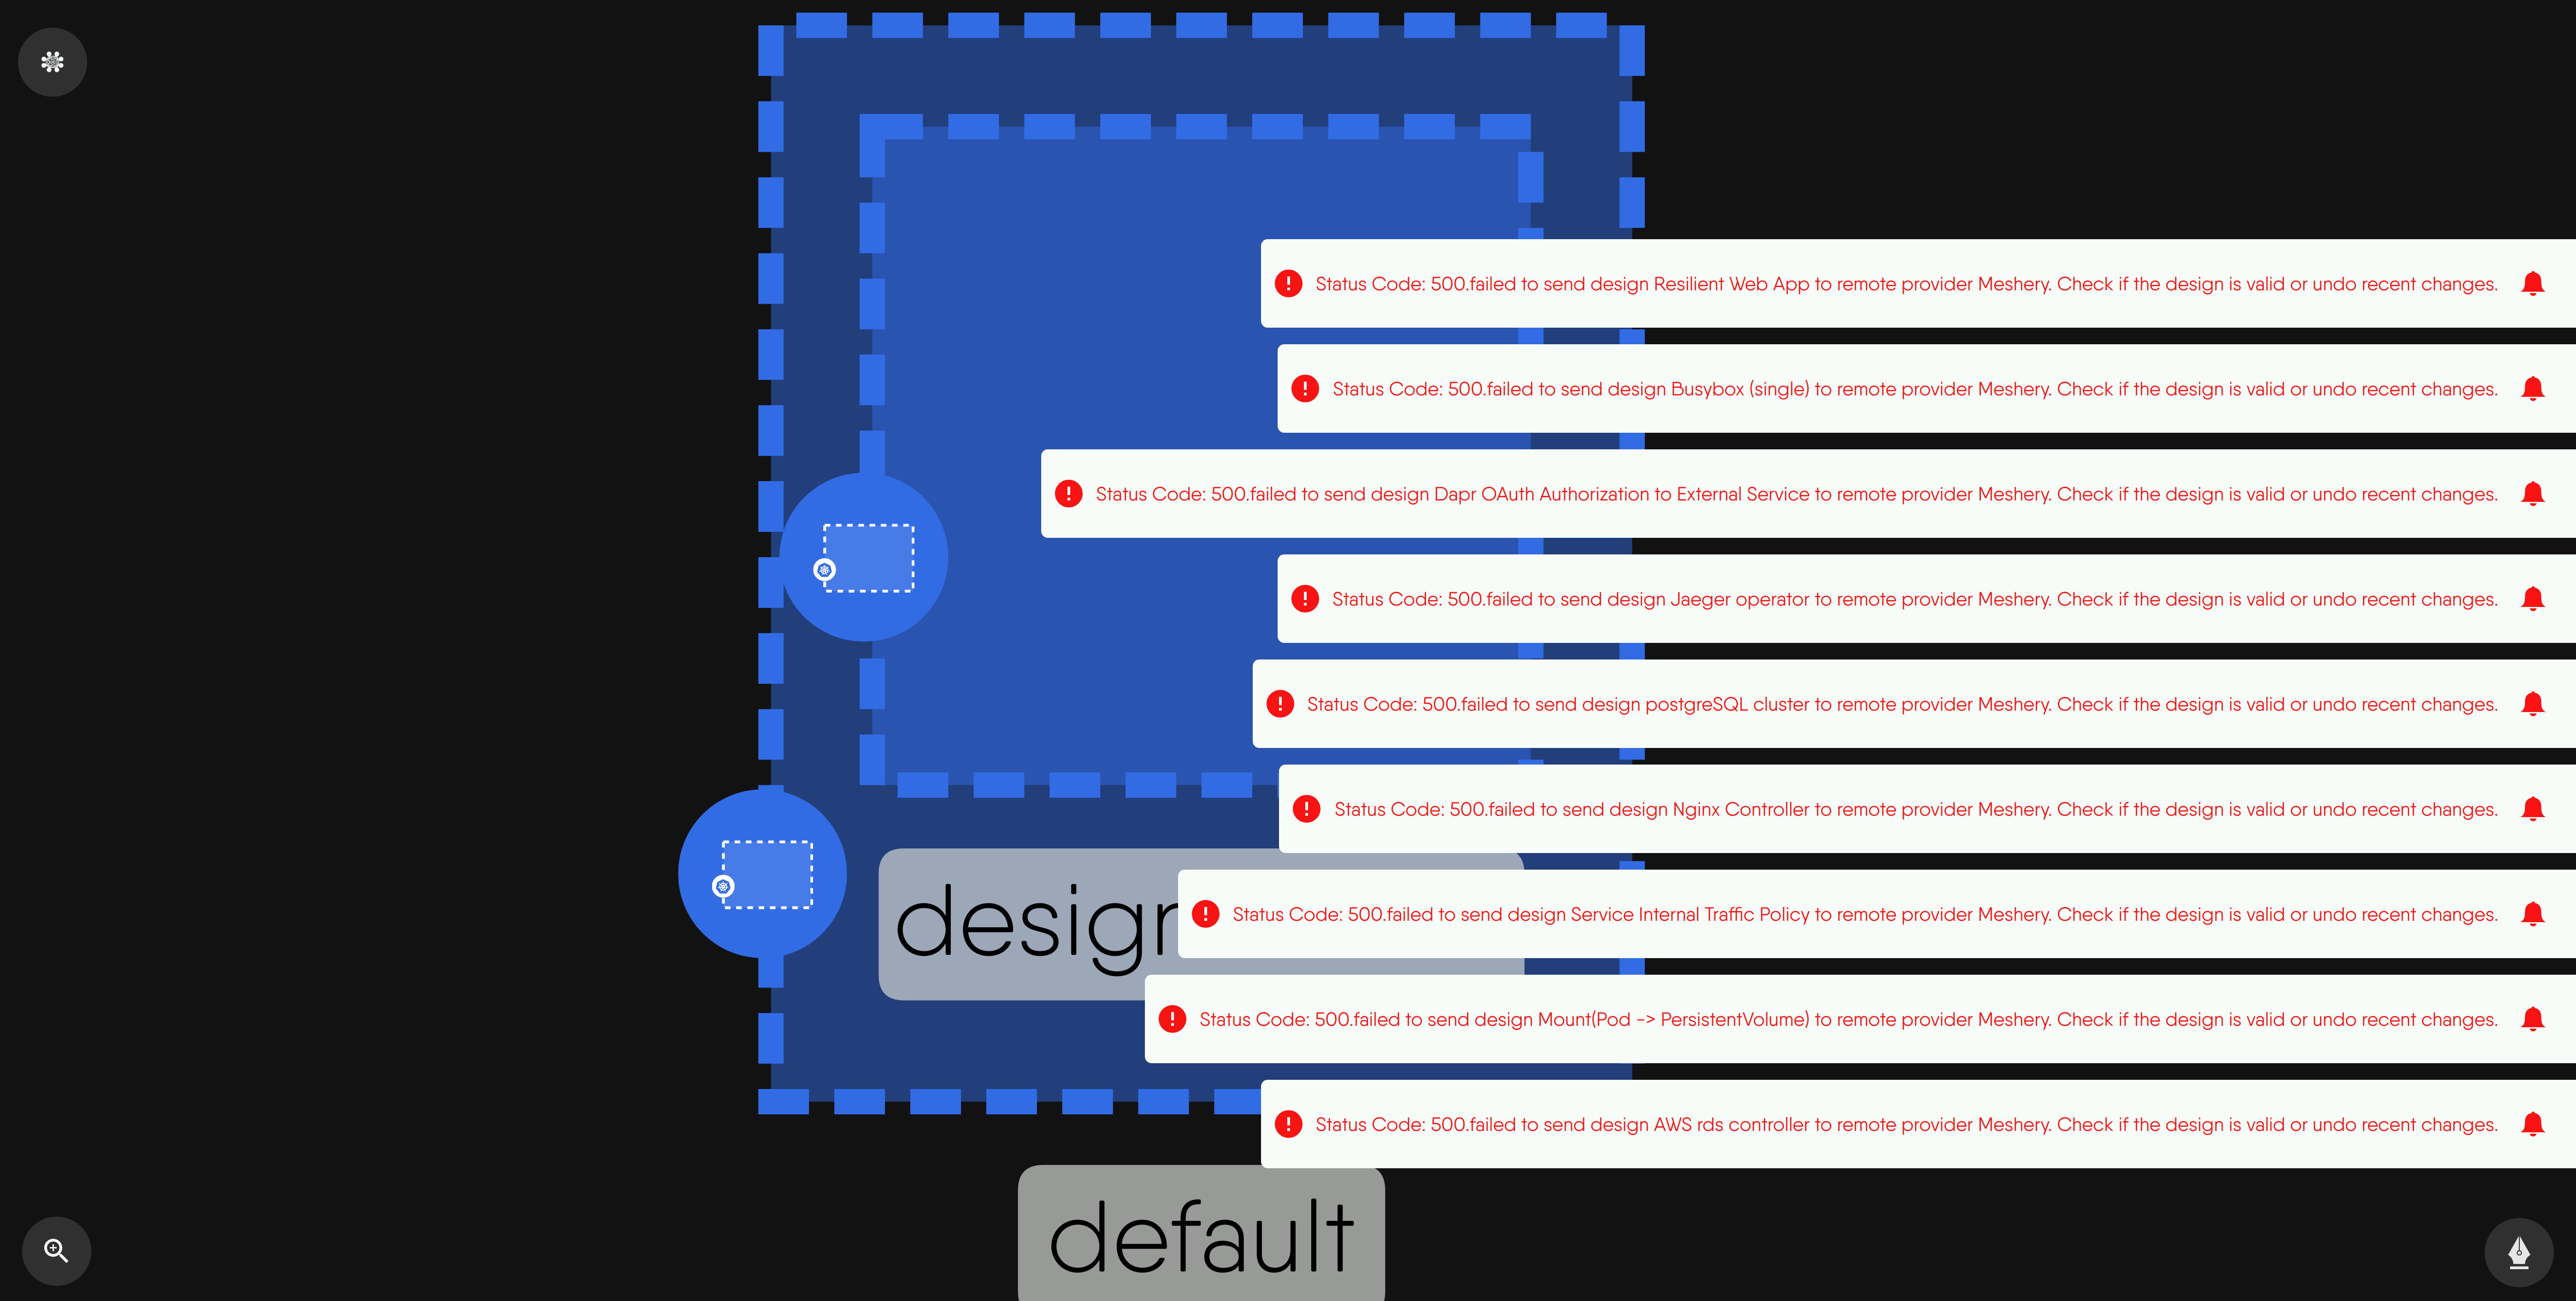 Status Code: 500.failed to send design Resilient Web App to remote provider Meshery. Check if the design is valid or undo recent changes.
Status Code: 500.failed to send design Busybox (single) to remote provider Meshery. Check if the design is valid or undo recent changes.
Status Code: 500.failed to send design Dapr OAuth Authorization to External Service to remote provider Meshery. Check if the design is valid or undo recent changes.
Status Code: 500.failed to send design Jaeger operator to remote provider Meshery. Check if the design is valid or undo recent changes.
Status Code: 500.failed to send design postgreSQL cluster to remote provider Meshery. Check if the design is valid or undo recent changes.
Status Code: 500.failed to send design Nginx Controller to remote provider Meshery. Check if the design is valid or undo recent changes.
design
Status Code: 500.failed to send design Service Internal Traffic Policy to remote provider Meshery. Check if the design is valid or undo recent changes.
Status Code: 500.failed to send design Mount(Pod -> PersistentVolume) to remote provider Meshery. Check if the design is valid or undo recent changes.
Status Code: 500.failed to send design AWS rds controller to remote provider Meshery. Check if the design is valid or undo recent changes.
default